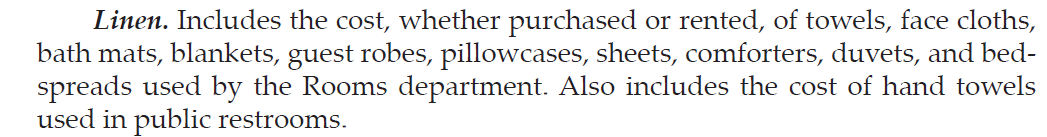 Linen. Includes the cost, whether purchased or rented, of towels, face cloths,
bath mats, blankets, guest robes, pillowcases, sheets, comforters, duvets, and bed-
spreads used by the Rooms department. Also includes the cost of hand towels
used in public restrooms.